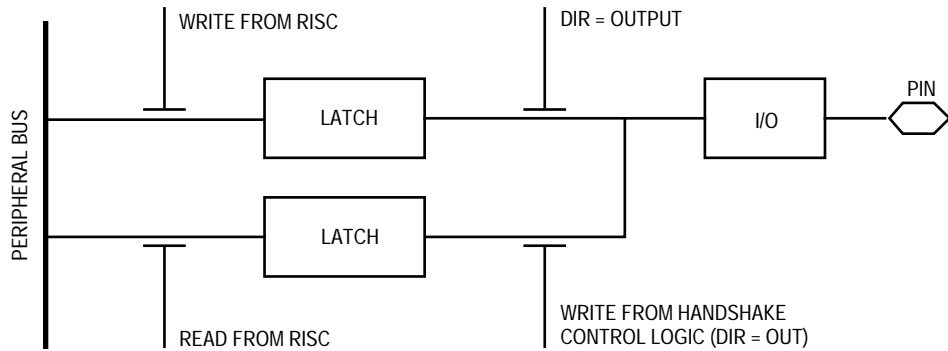 WRITE FROM RISC
DIR = OUTPUT
PERIPHERAL BUS
LATCH
I/O
PIN
LATCH
READ FROM RISC
WRITE FROM HANDSHAKE
CONTROL LOGIC (DIR = OUT)